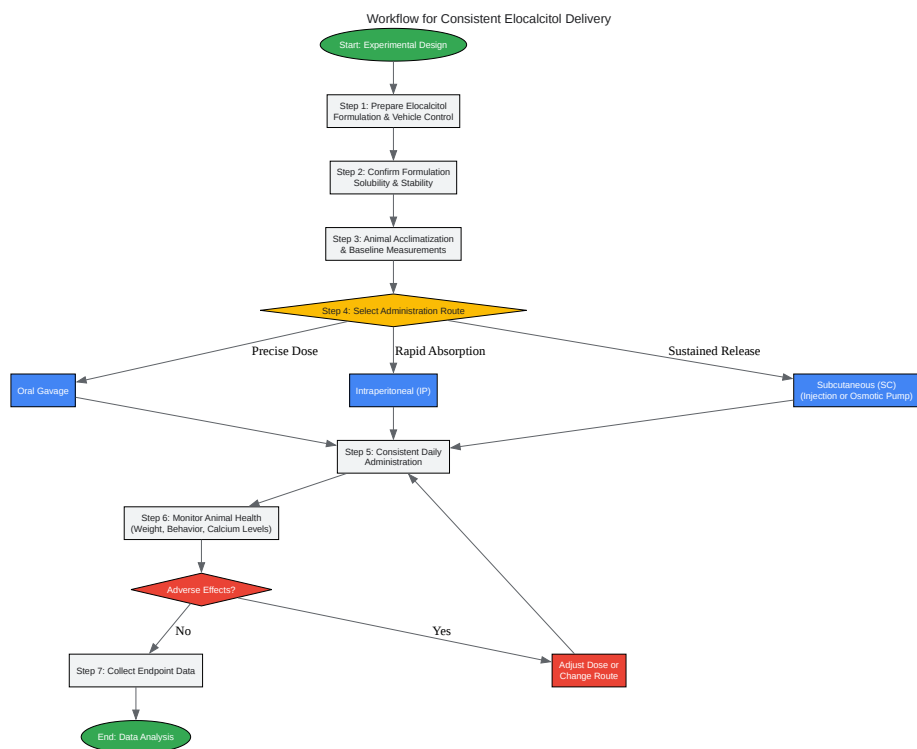 Workflow for Consistent Elocalcitol Delivery
Start: Experimental Design
Step 1: Prepare Elocalcitol
Formulation & Vehicle Control
Step 2: Confirm Formulation
Solubility & Stability
Step 3: Animal Acclimatization
& Baseline Measurements
Step 4: Select Administration Route
Precise Dose
Rapid Absorption
Sustained Release
Oral Gavage
Intraperitoneal (IP)
Subcutaneous (SC)
(Injection or Osmotic Pump)
Step 5: Consistent Daily
Administration
Step 6: Monitor Animal Health
(Weight, Behavior, Calcium Levels)
Adverse Effects?
No
Yes
Step 7: Collect Endpoint Data
Adjust Dose or
Change Route
End: Data Analysis